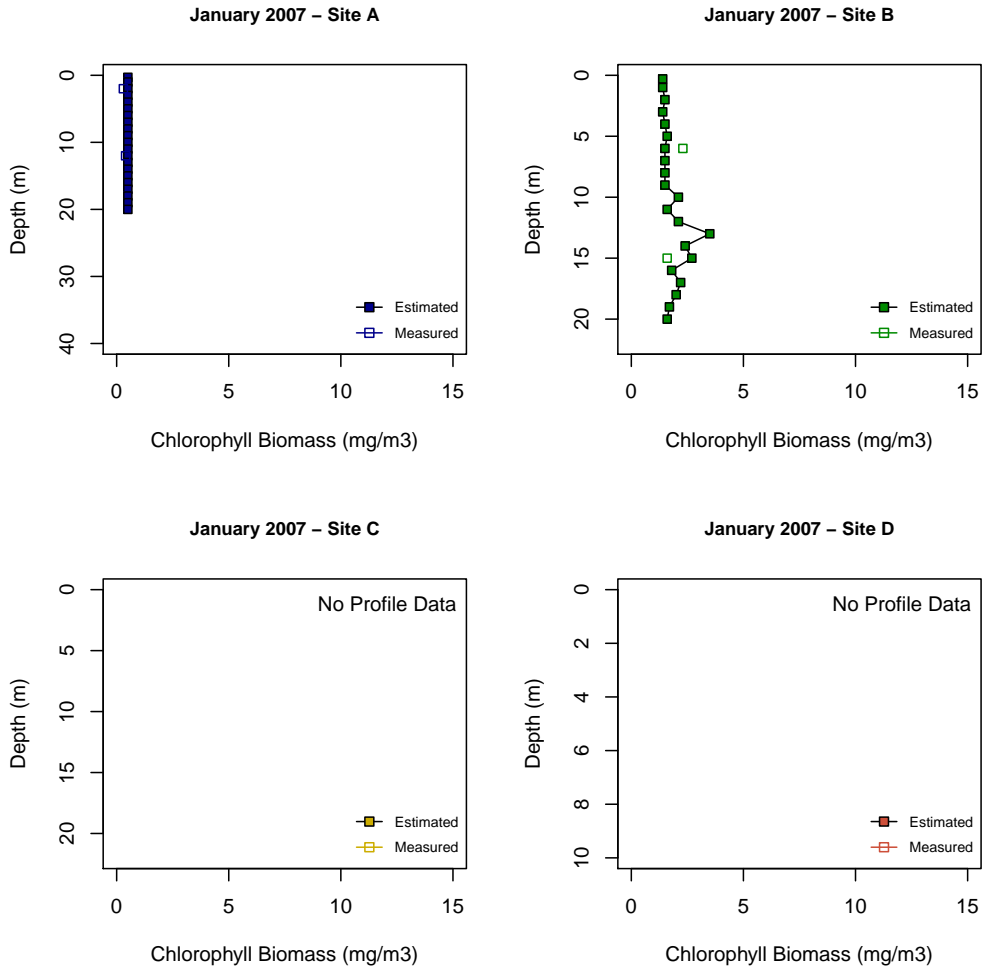 January 2007 – Site A
0
10
20
30
40
Depth (m)
Estimated
Measured
0 5 10 15
Chlorophyll Biomass (mg/m3)
January 2007 – Site B
0
5
10
15
20
Depth (m)
Estimated
Measured
0 5 10 15
Chlorophyll Biomass (mg/m3)
January 2007 – Site C
No Profile Data
0
5
10
15
20
Depth (m)
Estimated
Measured
0 5 10 15
Chlorophyll Biomass (mg/m3)
January 2007 – Site D
No Profile Data
0
2
4
6
8
10
Depth (m)
Estimated
Measured
0 5 10 15
Chlorophyll Biomass (mg/m3)